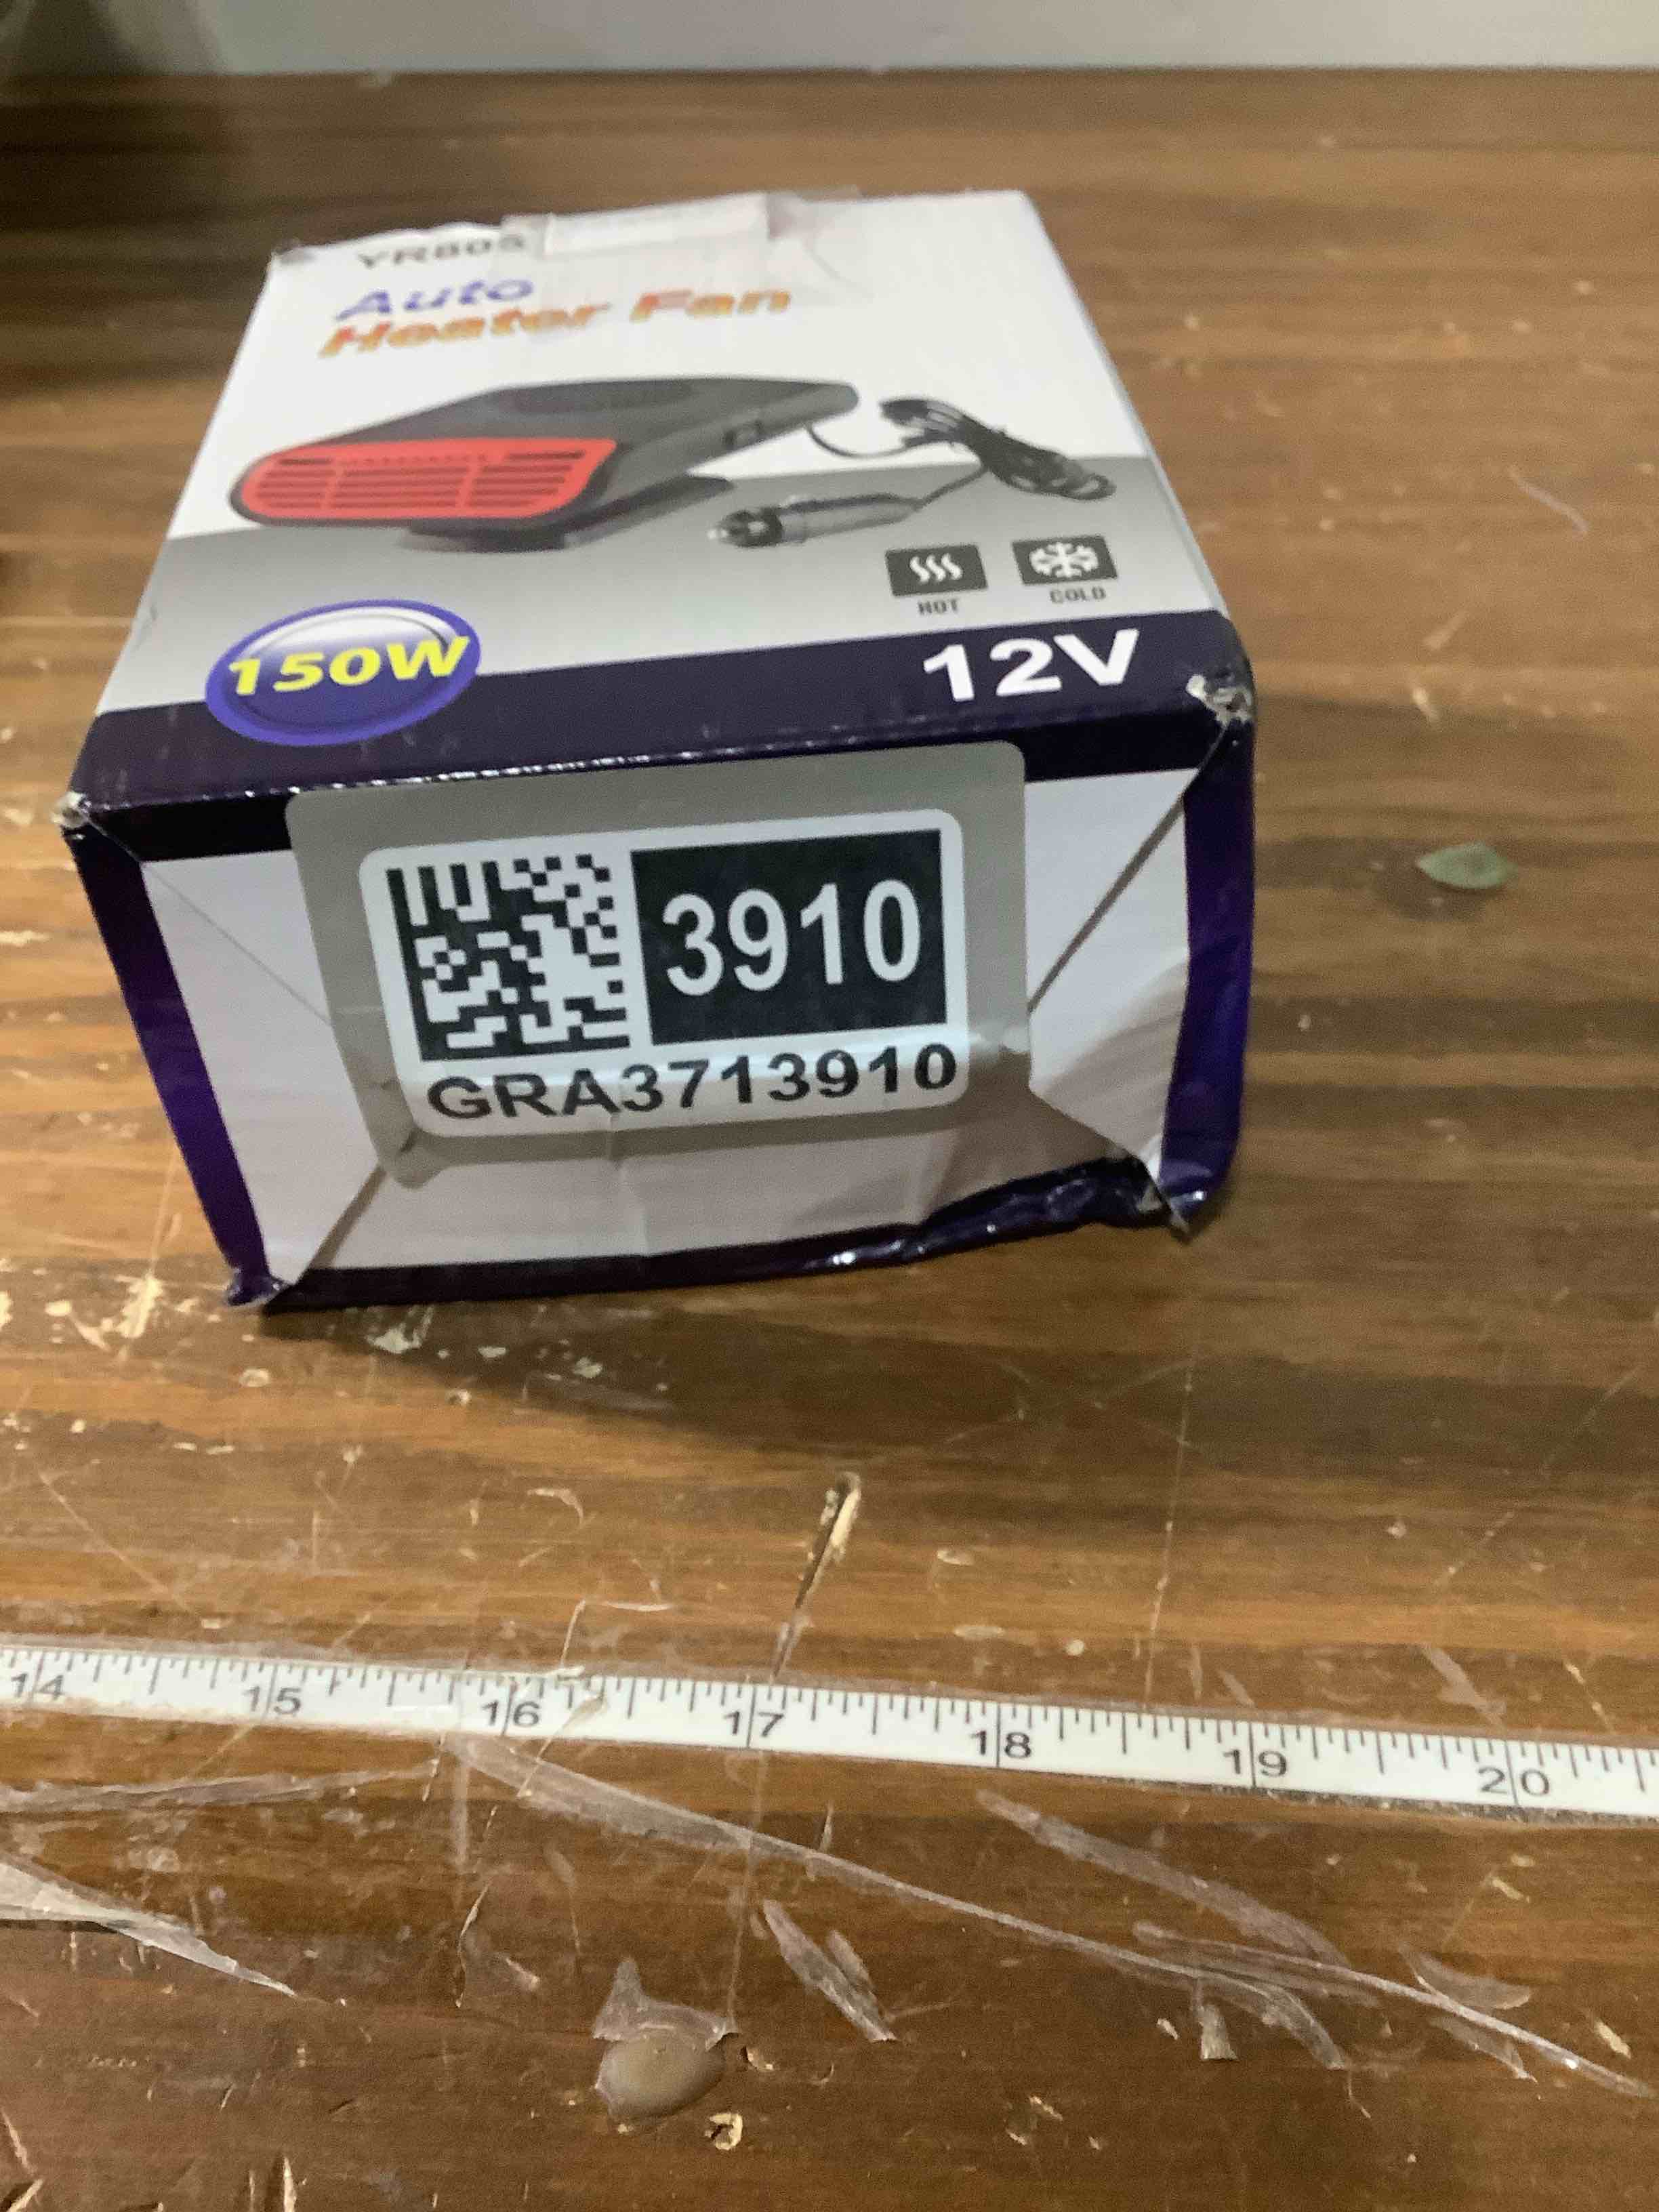 YR805
Auto
Heater Fan
HOT
COLD
150W
12V
3910
GRA3713910
14 15 16 17 18 19 20